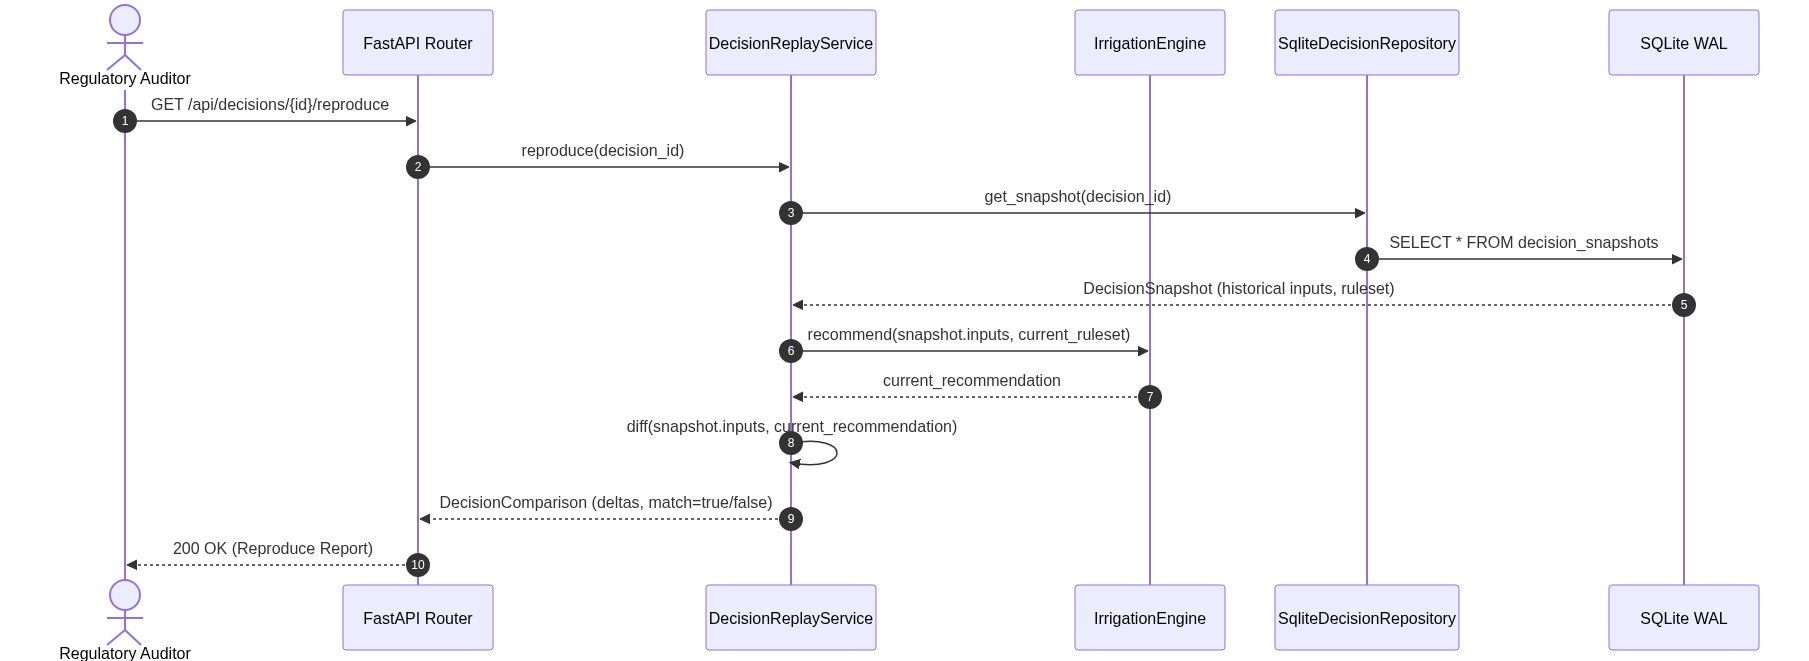 Regulatory Auditor
FastAPI Router
DecisionReplayService
IrrigationEngine
SqliteDecisionRepository
SQLite WAL
GET /api/decisions/{id}/reproduce
1
reproduce(decision_id)
2
get_snapshot(decision_id)
3
SELECT * FROM decision_snapshots
4
DecisionSnapshot (historical inputs, ruleset)
5
recommend(snapshot.inputs, current_ruleset)
6
current_recommendation
7
diff(snapshot.inputs, current_recommendation)
8
DecisionComparison (deltas, match=true/false)
9
200 OK (Reproduce Report)
10
Regulatory Auditor
FastAPI Router
DecisionReplayService
IrrigationEngine
SqliteDecisionRepository
SQLite WAL